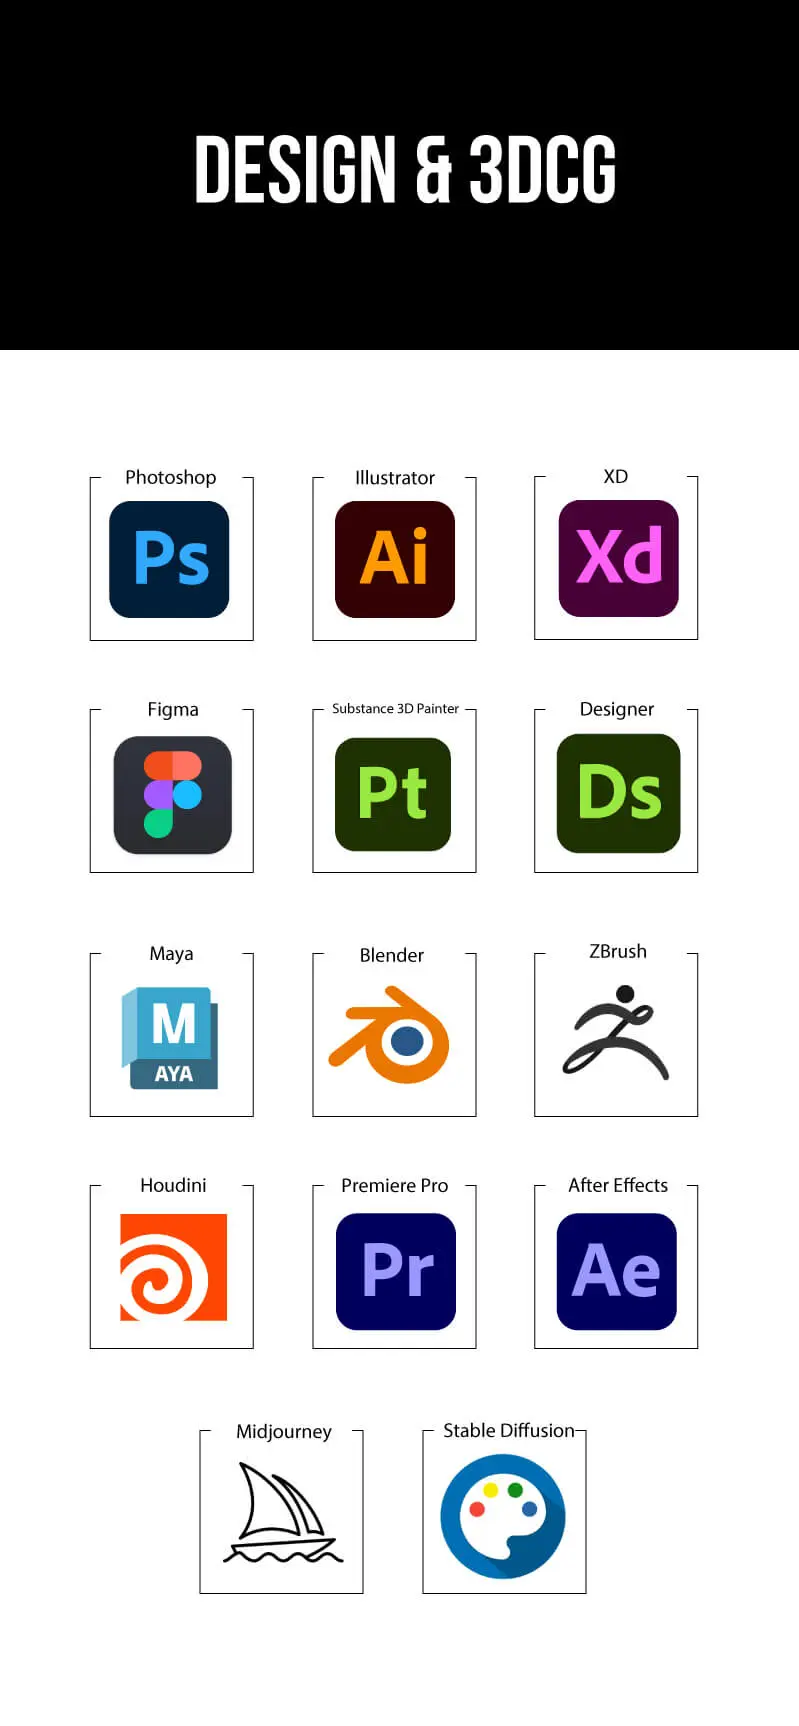 DESIGN & 3DCG
Photoshop
Ps
Illustrator
Ai
XD
Xd
Figma
Substance 3D Painter
Pt
Designer
Ds
Maya
M
AYA
Blender
ZBrush
Houdini
Premiere Pro
Pr
After Effects
Ae
Midjourney
Stable Diffusion